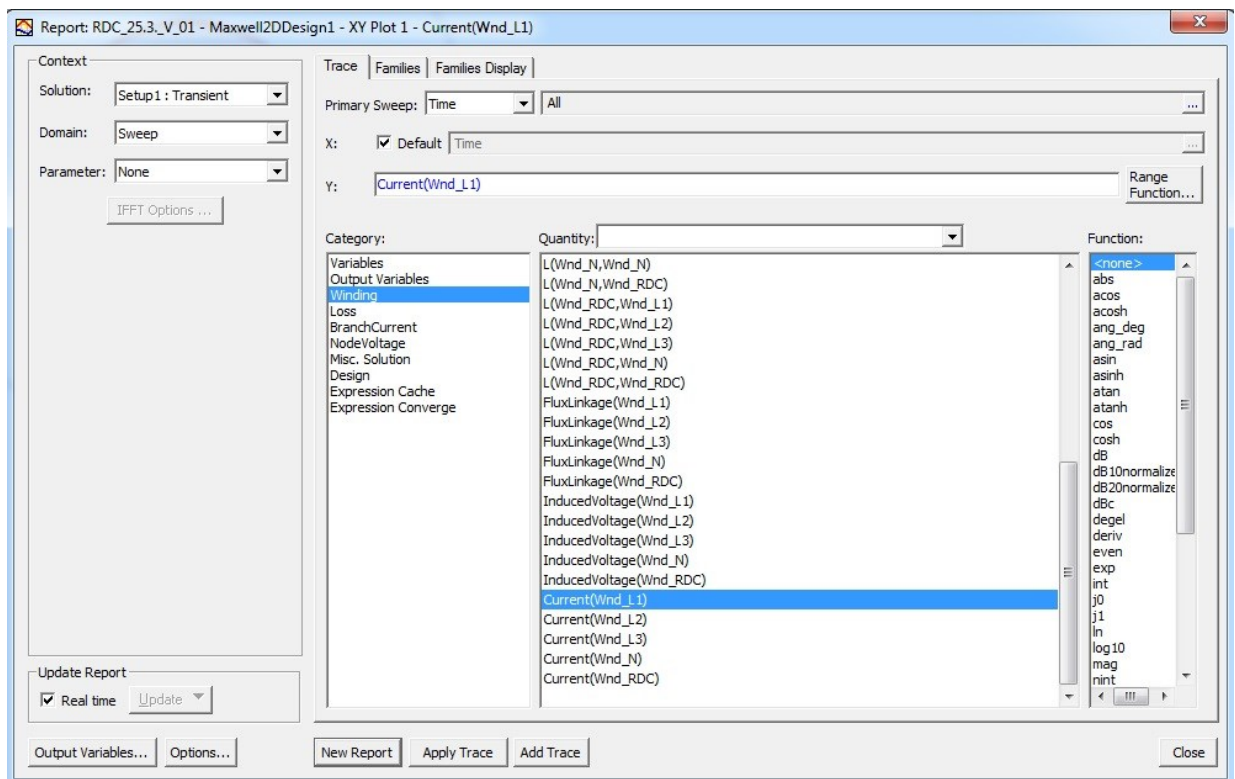 Report: RDC_25.3._V_01 - Maxwell2DDesign1 - XY Plot 1 - Current(Wnd_L1)
Context
Solution: Setup1 : Transient
Domain: Sweep
Parameter: None
IFFT Options ...
Update Report
Real time Update
Output Variables... Options...
Trace Families Families Display
Primary Sweep: Time All ...
X: Default Time ...
Y: Current(Wnd_L1) Range Function...
Category:
Variables
Output Variables
Winding
Loss
BranchCurrent
NodeVoltage
Misc. Solution
Design
Expression Cache
Expression Converge
Quantity:
L(Wnd_N,Wnd_N)
L(Wnd_N,Wnd_RDC)
L(Wnd_RDC,Wnd_L1)
L(Wnd_RDC,Wnd_L2)
L(Wnd_RDC,Wnd_L3)
L(Wnd_RDC,Wnd_N)
L(Wnd_RDC,Wnd_RDC)
FluxLinkage(Wnd_L1)
FluxLinkage(Wnd_L2)
FluxLinkage(Wnd_L3)
FluxLinkage(Wnd_N)
FluxLinkage(Wnd_RDC)
InducedVoltage(Wnd_L1)
InducedVoltage(Wnd_L2)
InducedVoltage(Wnd_L3)
InducedVoltage(Wnd_N)
InducedVoltage(Wnd_RDC)
Current(Wnd_L1)
Current(Wnd_L2)
Current(Wnd_L3)
Current(Wnd_N)
Current(Wnd_RDC)
Function:
<none>
abs
acos
acosh
ang_deg
ang_rad
asin
asinh
atan
atanh
cos
cosh
dB
dB10normalize
dB20normalize
dBc
degel
deriv
even
exp
int
j0
j1
ln
log10
mag
nint
New Report Apply Trace Add Trace Close